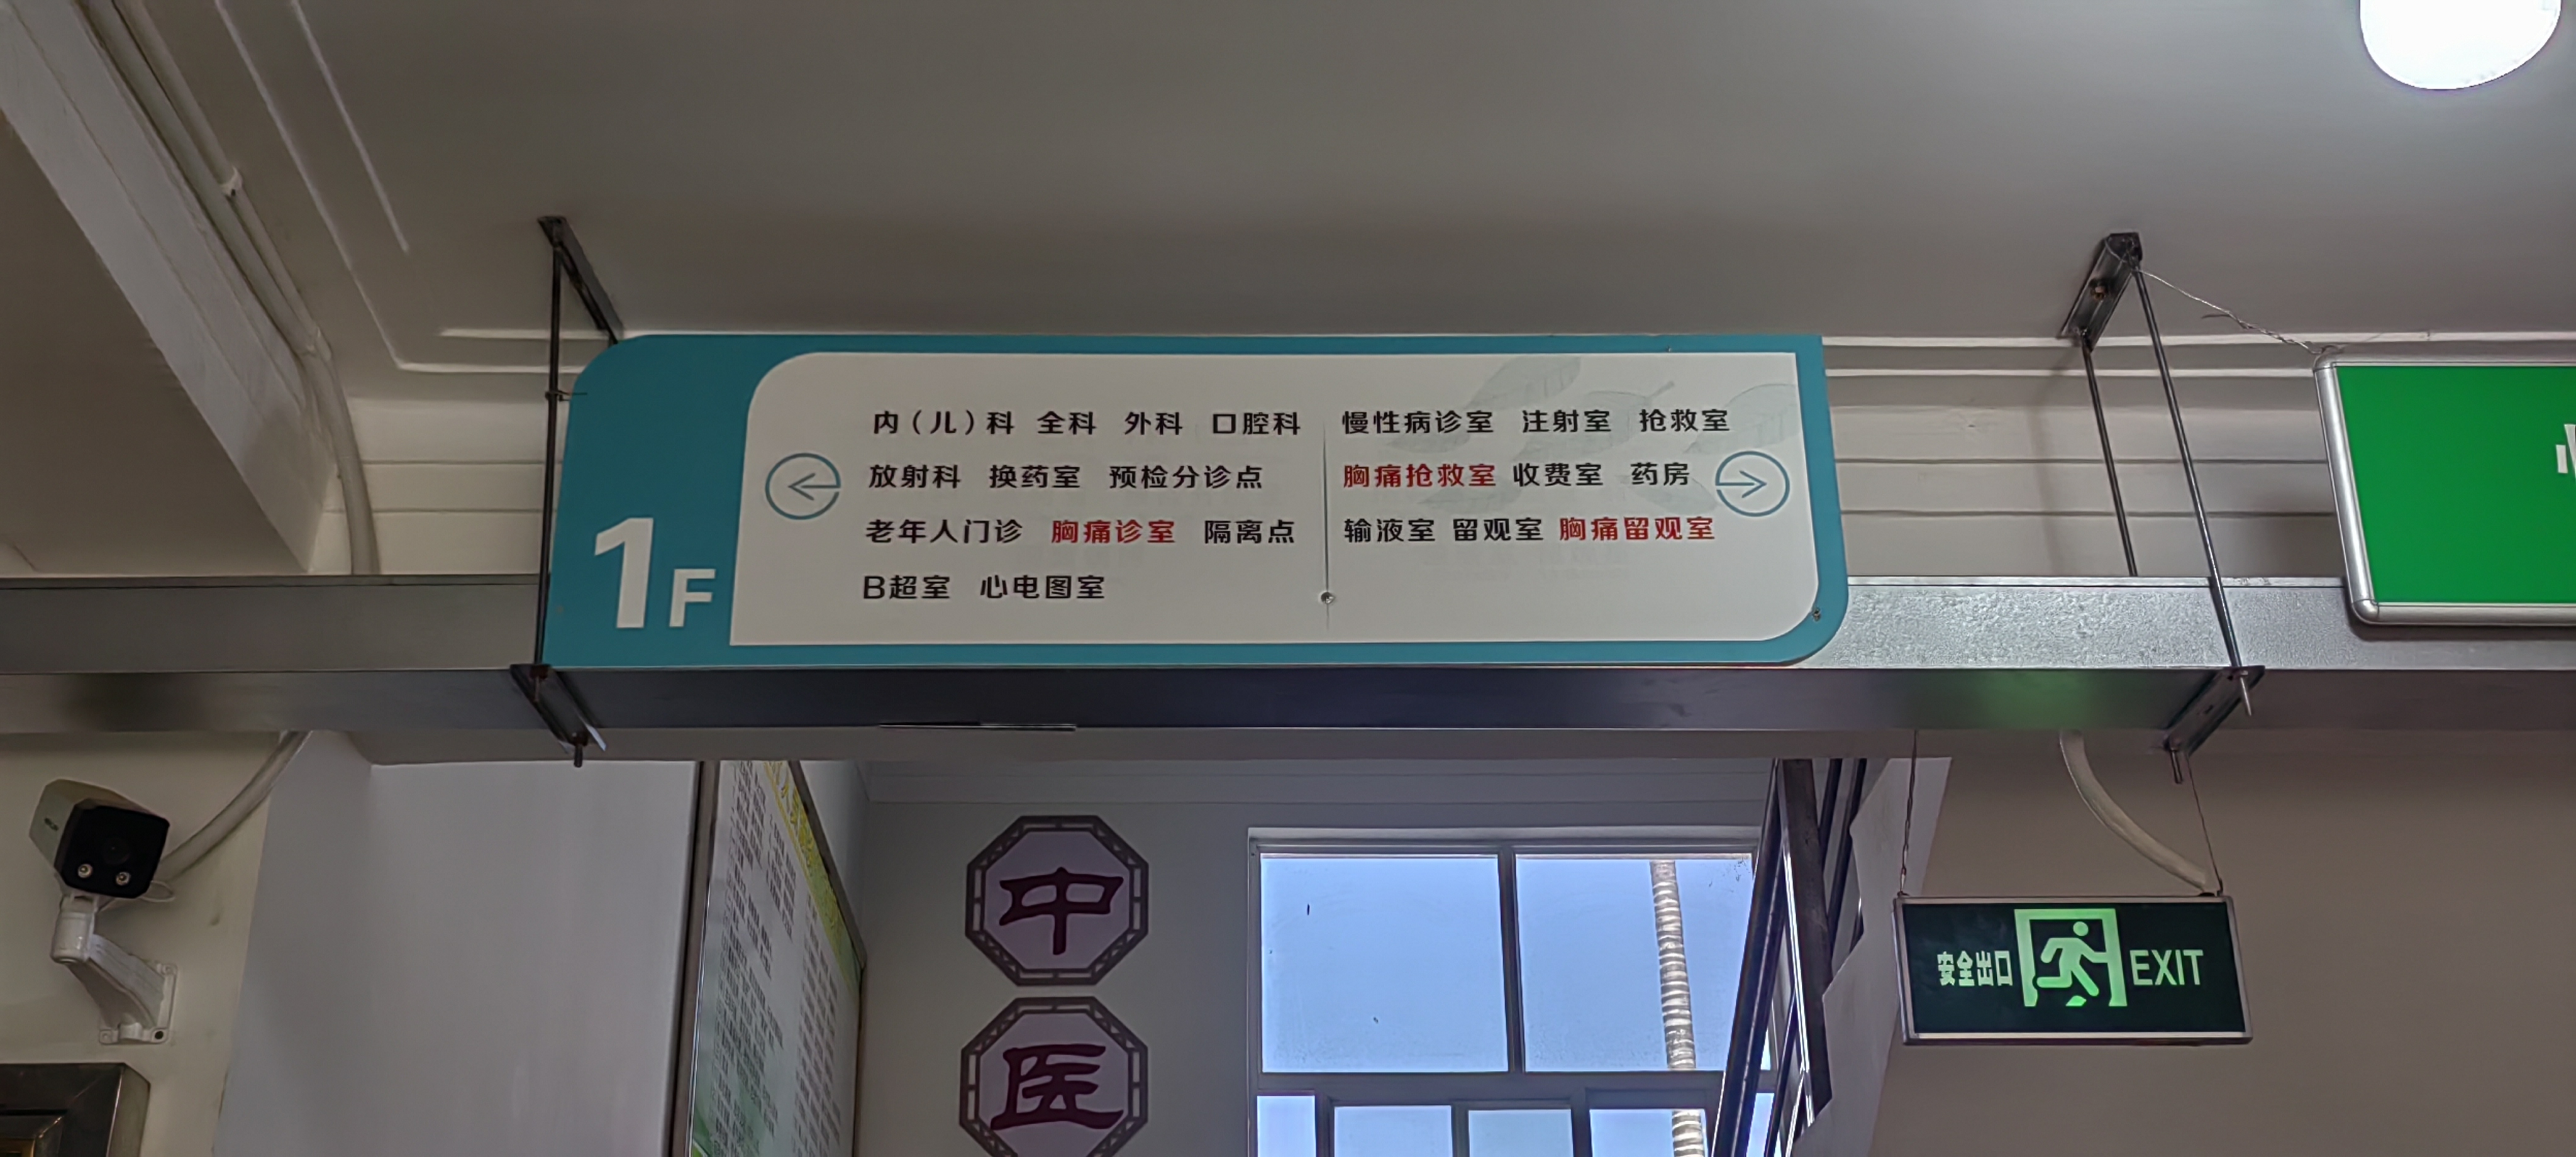 内（儿）科 全科 外科 口腔科
放射科 换药室 预检分诊点
老年人门诊 胸痛诊室 隔离点
B超室 心电图室
慢性病诊室 注射室 抢救室
胸痛抢救室 收费室 药房
输液室 留观室 胸痛留观室
1F
中
医
安全出口 EXIT